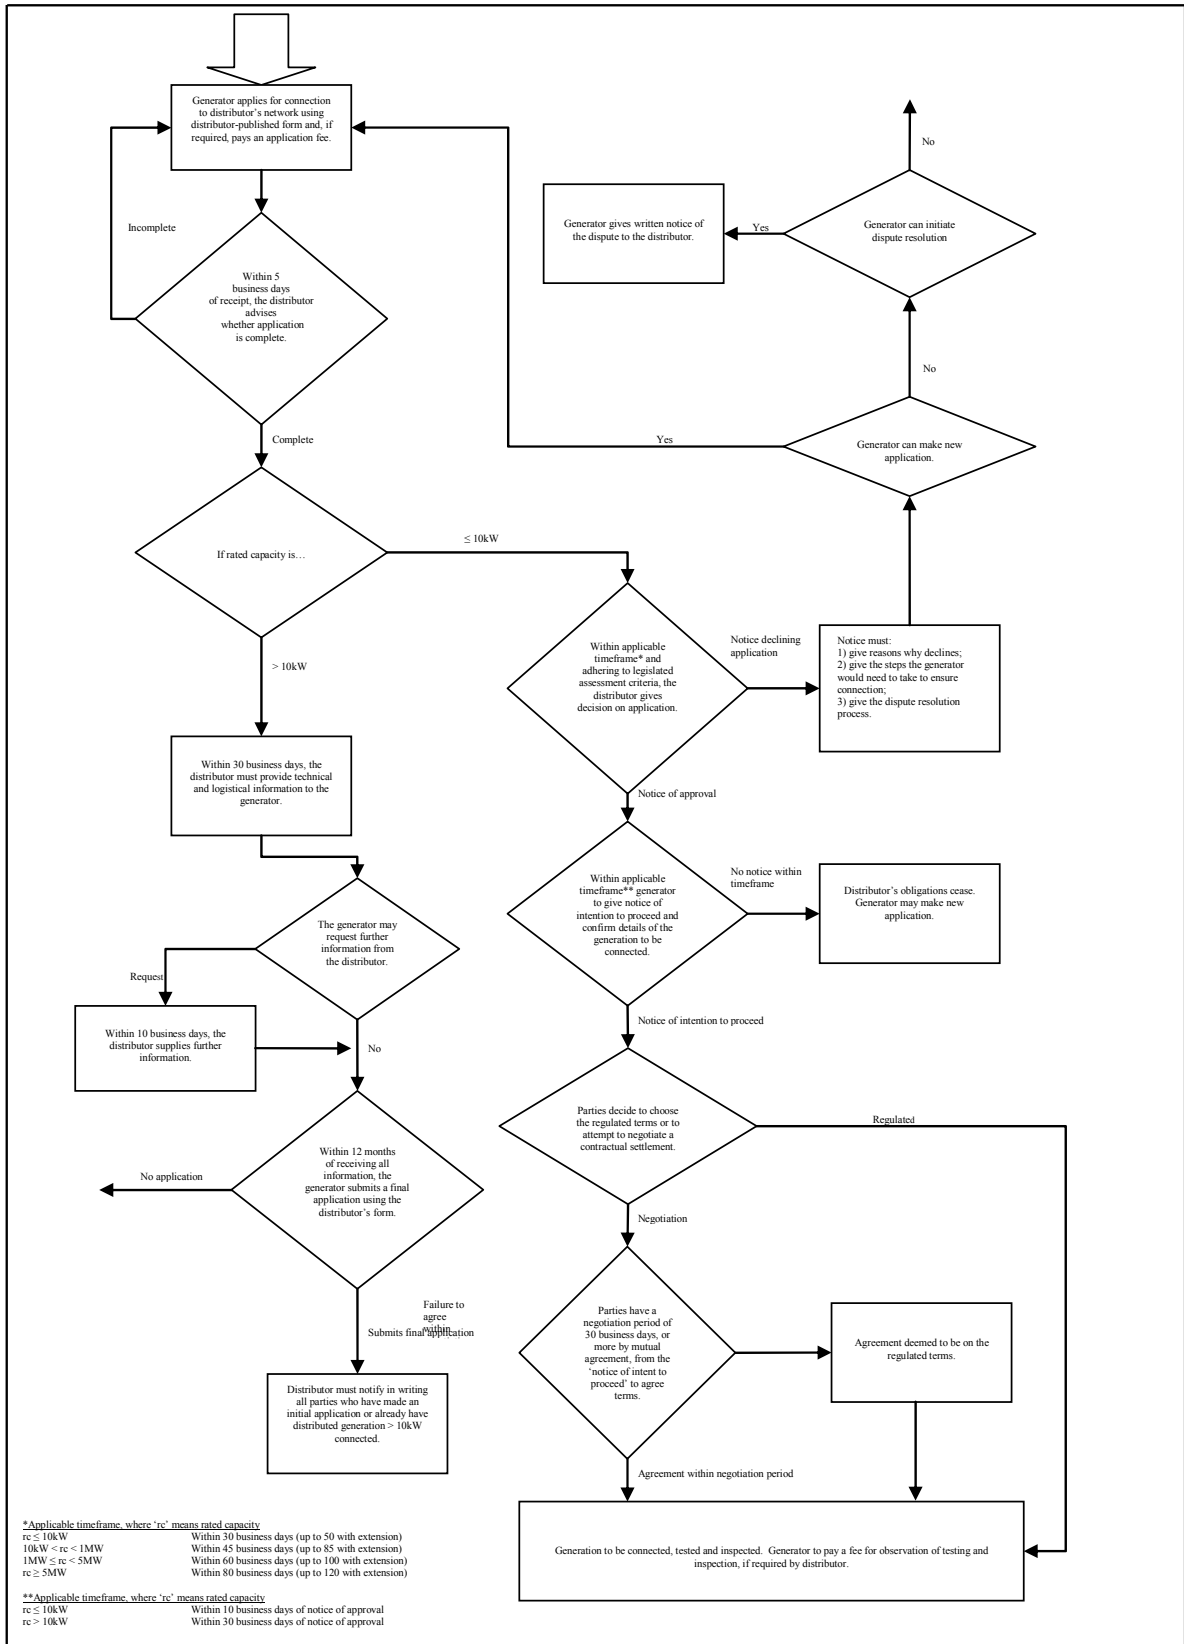 Generator applies for connection
to distributor's network using
distributor-published form and, if
required, pays an application fee.
Incomplete
Within 5
business days
of receipt, the distributor
advises
whether application
is complete.
Complete
If rated capacity is…
≤ 10kW
> 10kW
Within 30 business days, the
distributor must provide technical
and logistical information to the
generator.
The generator may
request further
information from
the distributor.
Request
Within 10 business days, the
distributor supplies further
information.
No
Within 12 months
of receiving all
information, the
generator submits a final
application using the
distributor's form.
No application
Failure to
agree
within
Submits final application
Distributor must notify in writing
all parties who have made an
initial application or already have
distributed generation > 10kW
connected.
No
Generator can initiate
dispute resolution
Yes
Generator gives written notice of
the dispute to the distributor.
No
Generator can make new
application.
Yes
Within applicable
timeframe* and
adhering to legislated
assessment criteria, the
distributor gives
decision on application.
Notice declining
application
Notice must:
1) give reasons why declines;
2) give the steps the generator
would need to take to ensure
connection;
3) give the dispute resolution
process.
Notice of approval
Within applicable
timeframe** generator
to give notice of
intention to proceed and
confirm details of the
generation to be
connected.
No notice within
timeframe
Distributor's obligations cease.
Generator may make new
application.
Notice of intention to proceed
Parties decide to choose
the regulated terms or to
attempt to negotiate a
contractual settlement.
Regulated
Negotiation
Parties have a
negotiation period of
30 business days, or
more by mutual
agreement, from the
'notice of intent to
proceed' to agree
terms.
Agreement deemed to be on the
regulated terms.
Agreement within negotiation period
Generation to be connected, tested and inspected. Generator to pay a fee for observation of testing and
inspection, if required by distributor.
*Applicable timeframe, where 'rc' means rated capacity
rc ≤ 10kW Within 30 business days (up to 50 with extension)
10kW < rc < 1MW Within 45 business days (up to 85 with extension)
1MW ≤ rc < 5MW Within 60 business days (up to 100 with extension)
rc ≥ 5MW Within 80 business days (up to 120 with extension)
**Applicable timeframe, where 'rc' means rated capacity
rc ≤ 10kW Within 10 business days of notice of approval
rc > 10kW Within 30 business days of notice of approval